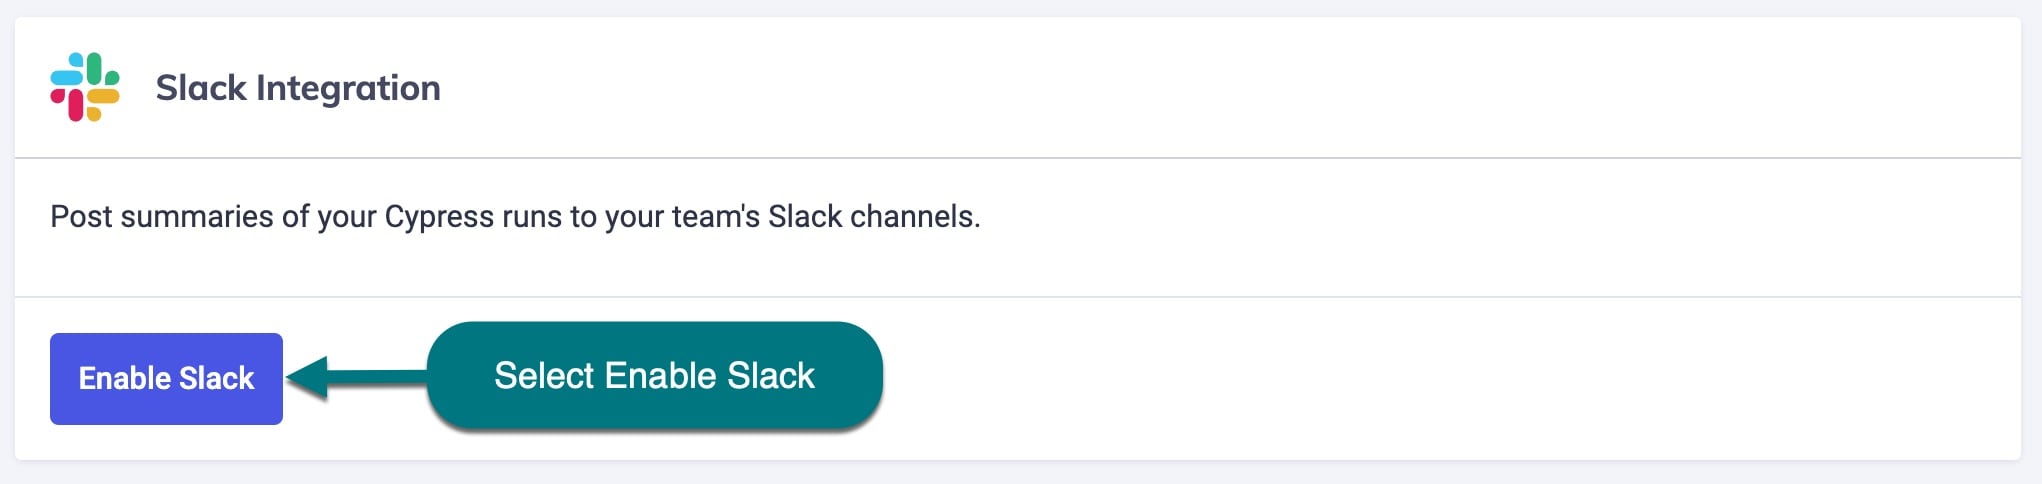 Slack Integration
Post summaries of your Cypress runs to your team's Slack channels.
Enable Slack
Select Enable Slack